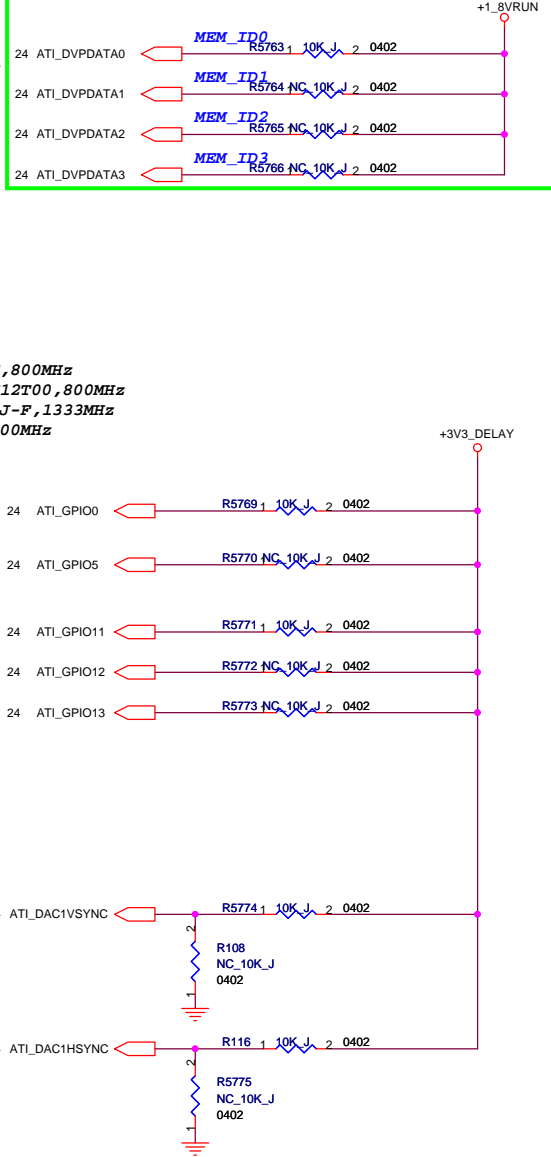 +1_8VRUN
MEM_ID0
24 ATI_DVPDATA0 R5763 1 10K_J 2 0402
MEM_ID1
24 ATI_DVPDATA1 R5764 1 NC_10K_J 2 0402
MEM_ID2
24 ATI_DVPDATA2 R5765 1 NC_10K_J 2 0402
MEM_ID3
24 ATI_DVPDATA3 R5766 1 NC_10K_J 2 0402
,800MHz
12T00,800MHz
J-F,1333MHz
00MHz
+3V3_DELAY
24 ATI_GPIO0 R5769 1 10K_J 2 0402
24 ATI_GPIO5 R5770 NC_10K_J 2 0402
24 ATI_GPIO11 R5771 1 10K_J 2 0402
24 ATI_GPIO12 R5772 NC_10K_J 2 0402
24 ATI_GPIO13 R5773 1 NC_10K_J 2 0402
ATI_DAC1VSYNC R5774 1 10K_J 2 0402
2
R108
NC_10K_J
0402
1
ATI_DAC1HSYNC R116 1 10K_J 2 0402
2
R5775
NC_10K_J
0402
1